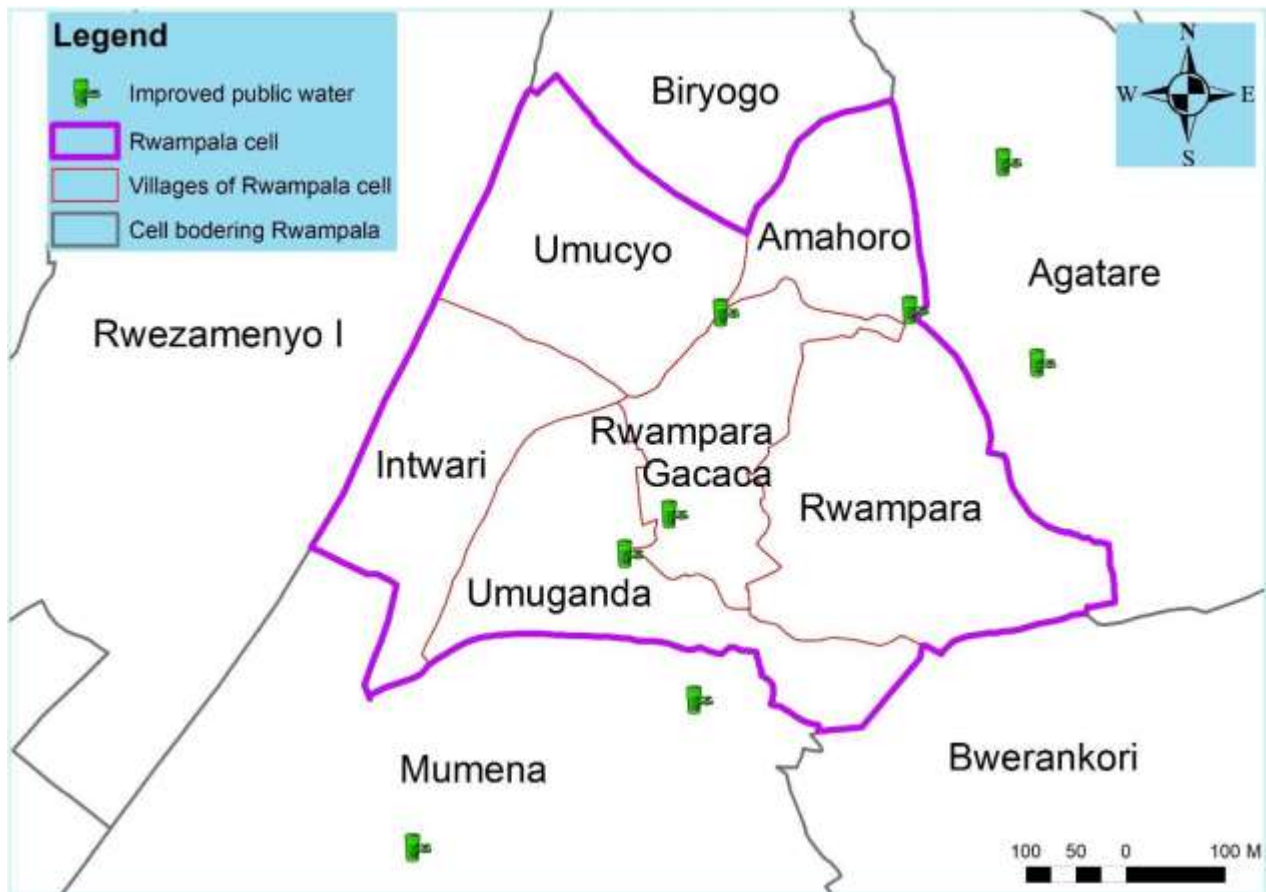 Legend
Improved public water
Rwampala cell
Villages of Rwampala cell
Cell bodering Rwampala
N
W E
S
Biryogo
Umucyo
Amahoro
Agatare
Rwezamenyo I
Rwampara
Gacaca
Intwari
Rwampara
Umuganda
Mumena
Bwerankori
100 50 0 100 M